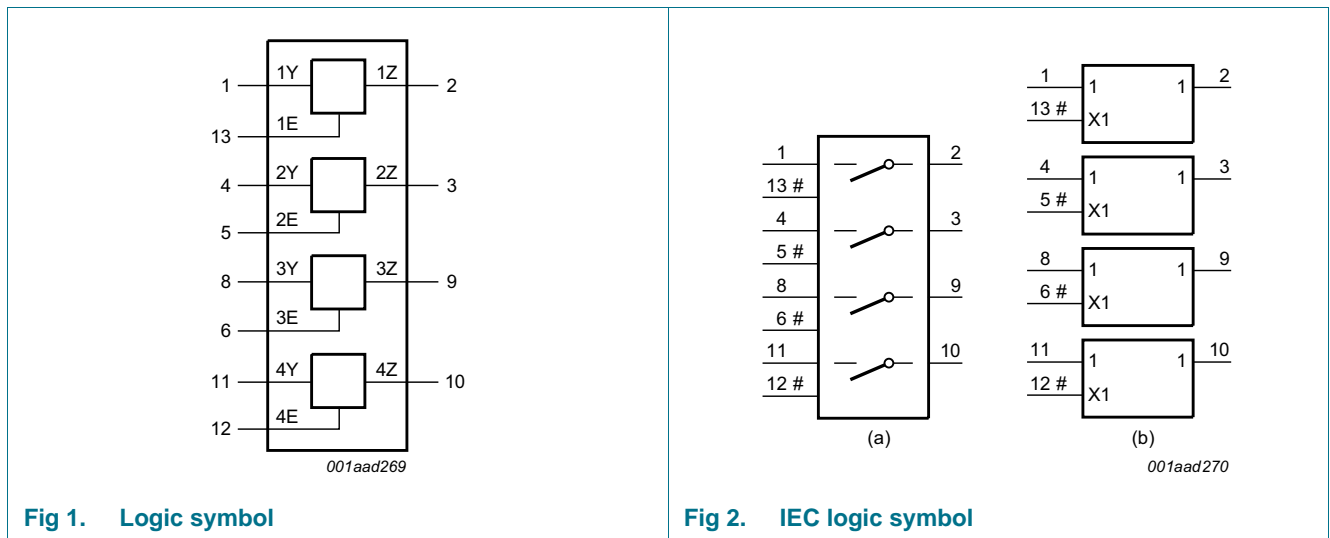 1 1Y 1Z 2
13 1E
4 2Y 2Z 3
5 2E
8 3Y 3Z 9
6 3E
11 4Y 4Z 10
12 4E
001aad269
Fig 1. Logic symbol
1 2
13 #
4 3
5 #
8 9
6 #
11 10
12 #
(a)
1 1 1 2
13 # X1
4 1 1 3
5 # X1
8 1 1 9
6 # X1
11 1 1 10
12 # X1
(b)
001aad270
Fig 2. IEC logic symbol